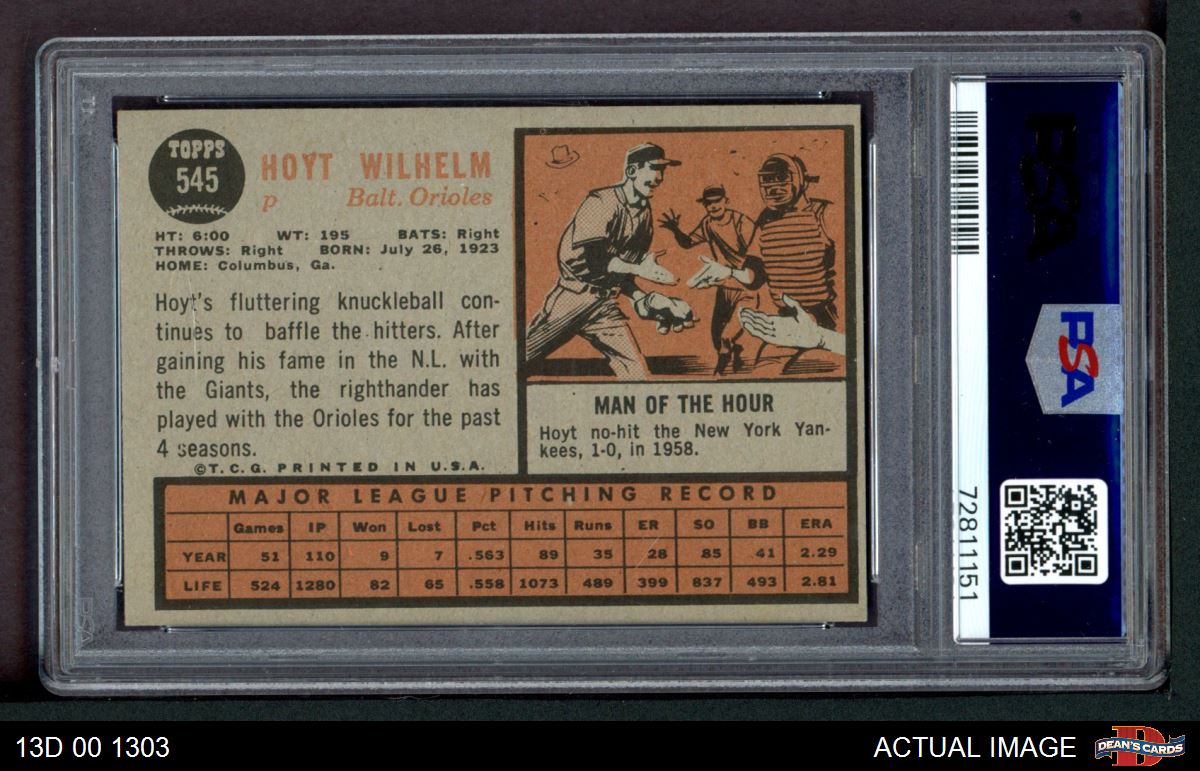 TOPPS
545
HOYT WILHELM
p Balt. Orioles
HT: 6:00 WT: 195 BATS: Right
THROWS: Right BORN: July 26, 1923
HOME: Columbus, Ga.
Hoyt's fluttering knuckleball con-
tinues to baffle the hitters. After
gaining his fame in the N.L. with
the Giants, the righthander has
played with the Orioles for the past
4 seasons.
©T.C.G. PRINTED IN U.S.A.
MAN OF THE HOUR
Hoyt no-hit the New York Yan-
kees, 1-0, in 1958.
MAJOR LEAGUE PITCHING RECORD
Games IP Won Lost Pct Hits Runs ER SO BB ERA
YEAR 51 110 9 7 .563 89 35 28 85 41 2.29
LIFE 524 1280 82 65 .558 1073 489 399 837 493 2.81
PSA
PSA
72811151
PSA
13D 00 1303
ACTUAL IMAGE
D
DEAN'S CARDS